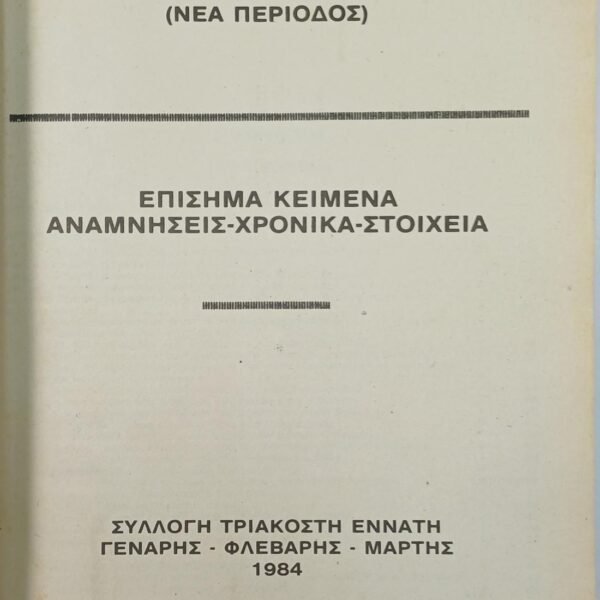 (ΝΕΑ ΠΕΡΙΟΔΟΣ)
ΕΠΙΣΗΜΑ ΚΕΙΜΕΝΑ
ΑΝΑΜΝΗΣΕΙΣ-ΧΡΟΝΙΚΑ-ΣΤΟΙΧΕΙΑ
ΣΥΛΛΟΓΗ ΤΡΙΑΚΟΣΤΗ ΕΝΝΑΤΗ
ΓΕΝΑΡΗΣ - ΦΛΕΒΑΡΗΣ - ΜΑΡΤΗΣ
1984